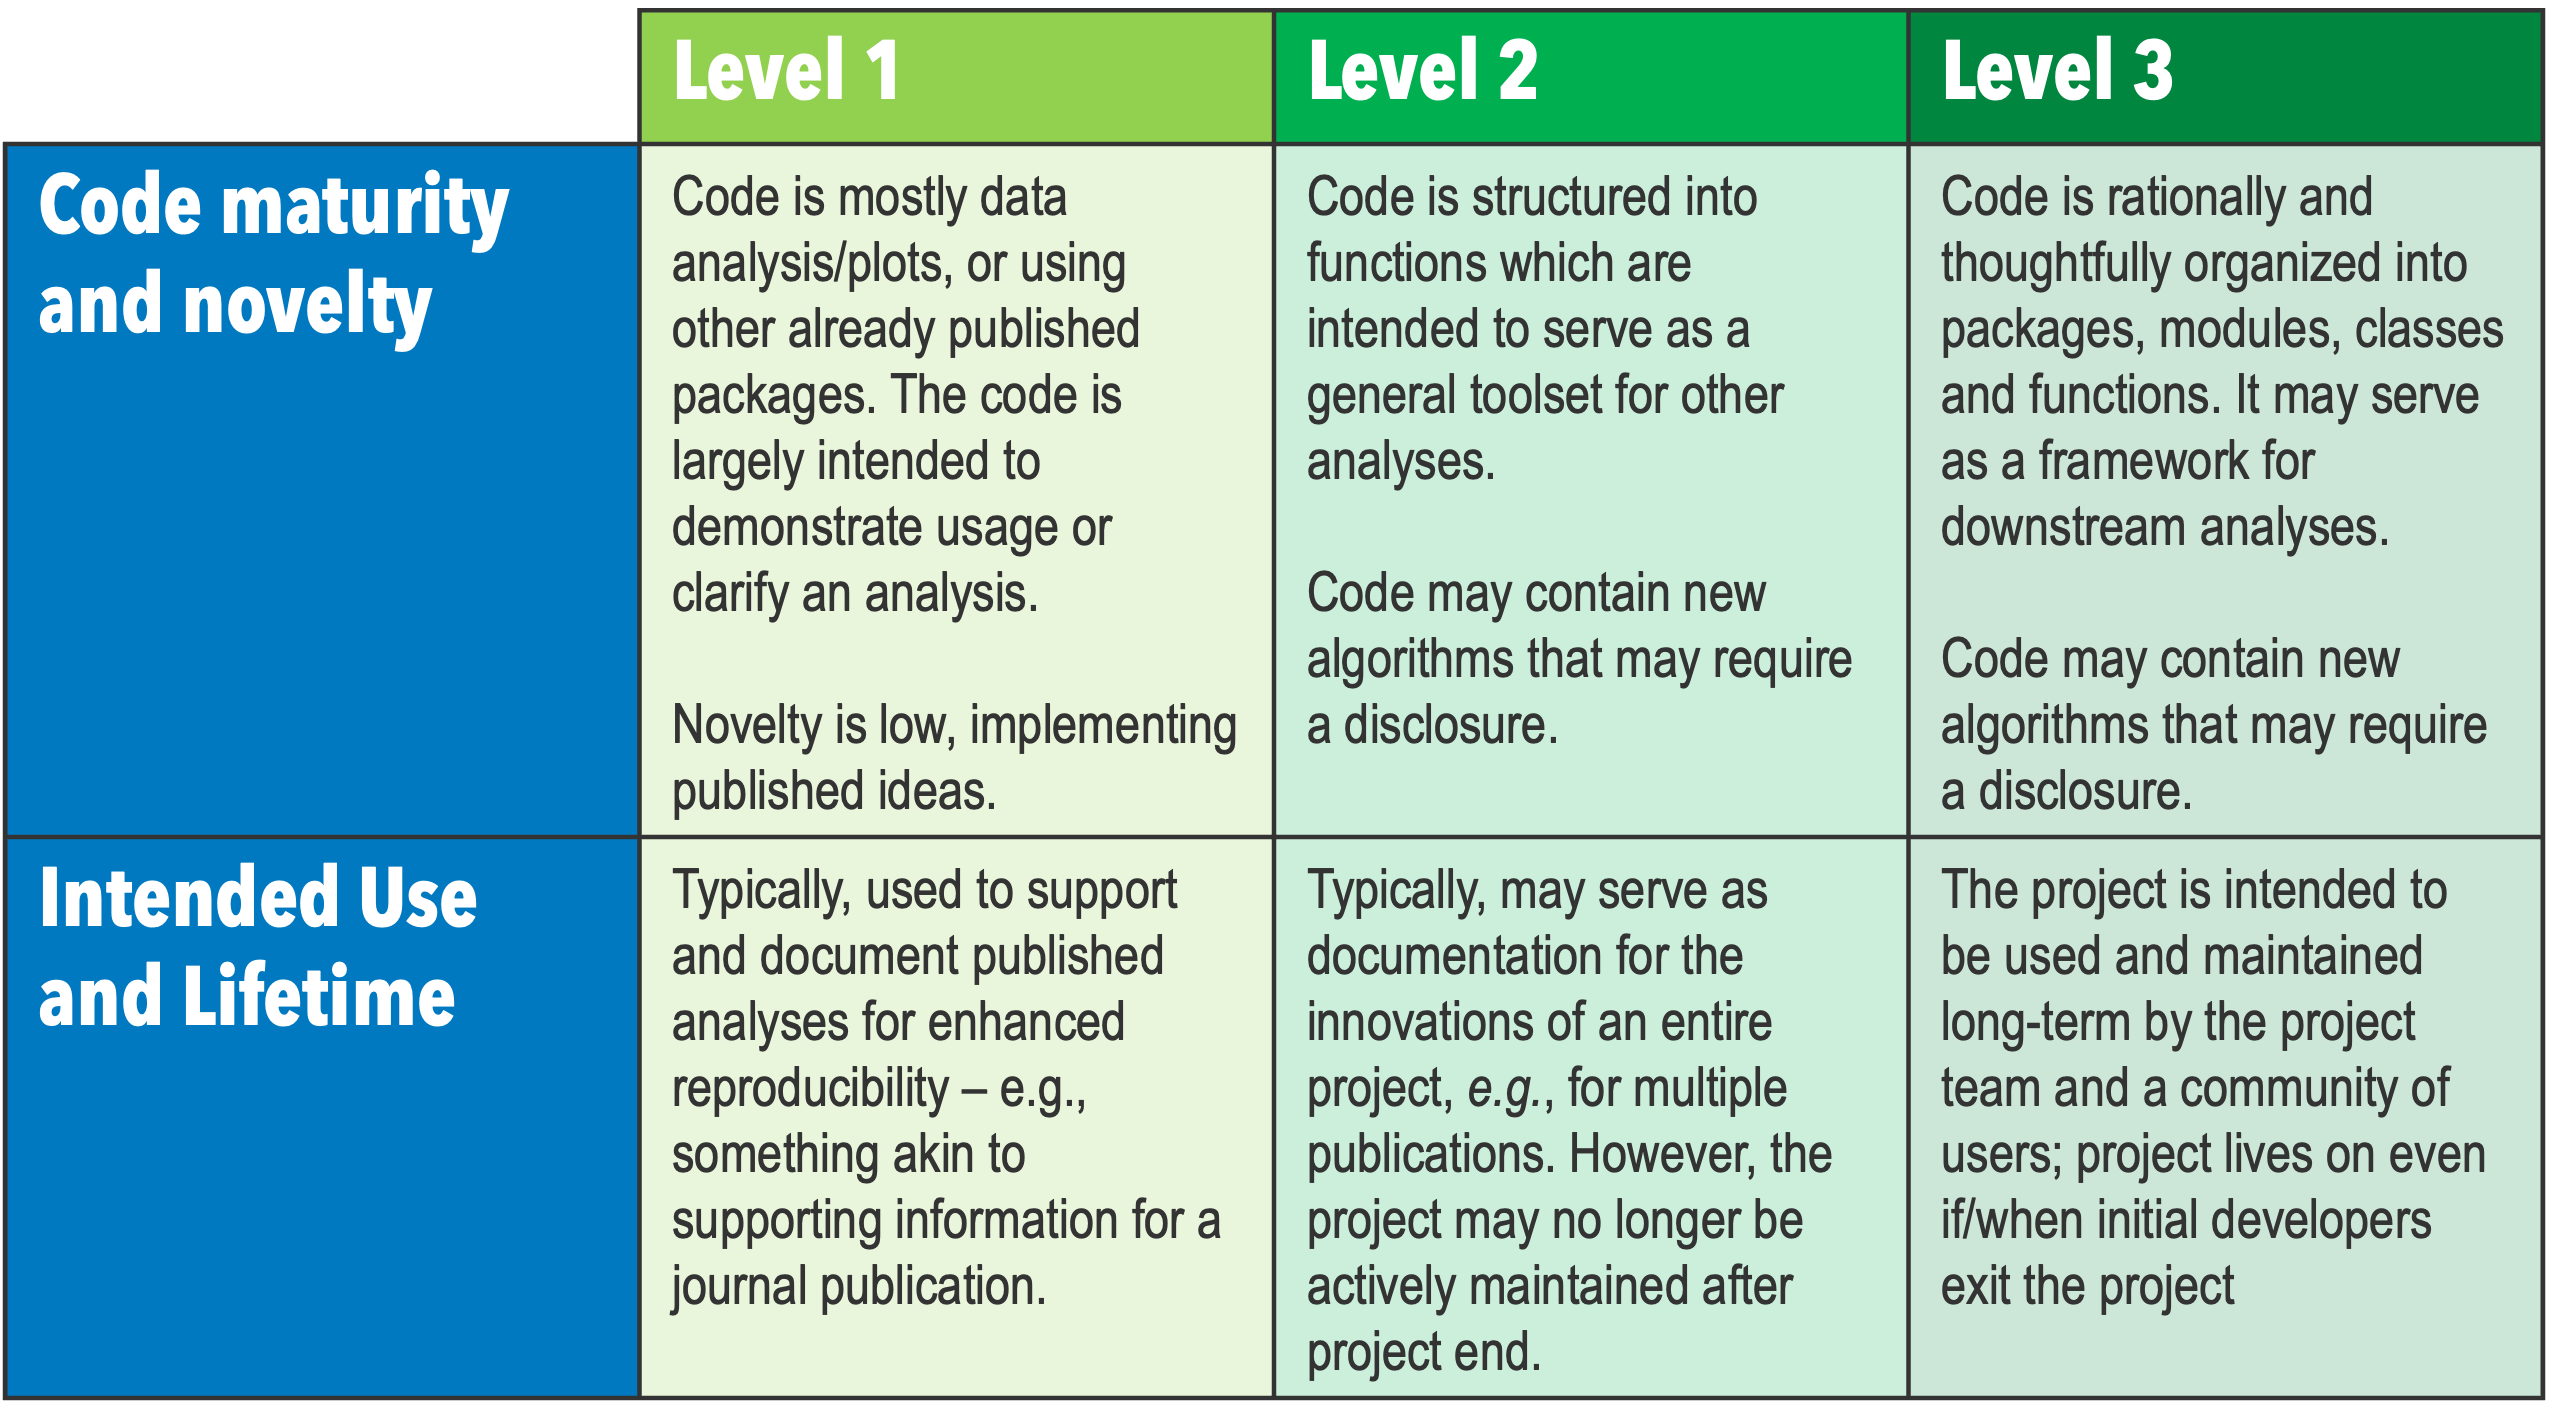 Level 1
Level 2
Level 3
Code maturity
and novelty
Code is mostly data
analysis/plots, or using
other already published
packages. The code is
largely intended to
demonstrate usage or
clarify an analysis.
Novelty is low, implementing
published ideas.
Code is structured into
functions which are
intended to serve as a
general toolset for other
analyses.
Code may contain new
algorithms that may require
a disclosure.
Code is rationally and
thoughtfully organized into
packages, modules, classes
and functions. It may serve
as a framework for
downstream analyses.
Code may contain new
algorithms that may require
a disclosure.
Intended Use
and Lifetime
Typically, used to support
and document published
analyses for enhanced
reproducibility – e.g.,
something akin to
supporting information for a
journal publication.
Typically, may serve as
documentation for the
innovations of an entire
project, e.g., for multiple
publications. However, the
project may no longer be
actively maintained after
project end.
The project is intended to
be used and maintained
long-term by the project
team and a community of
users; project lives on even
if/when initial developers
exit the project